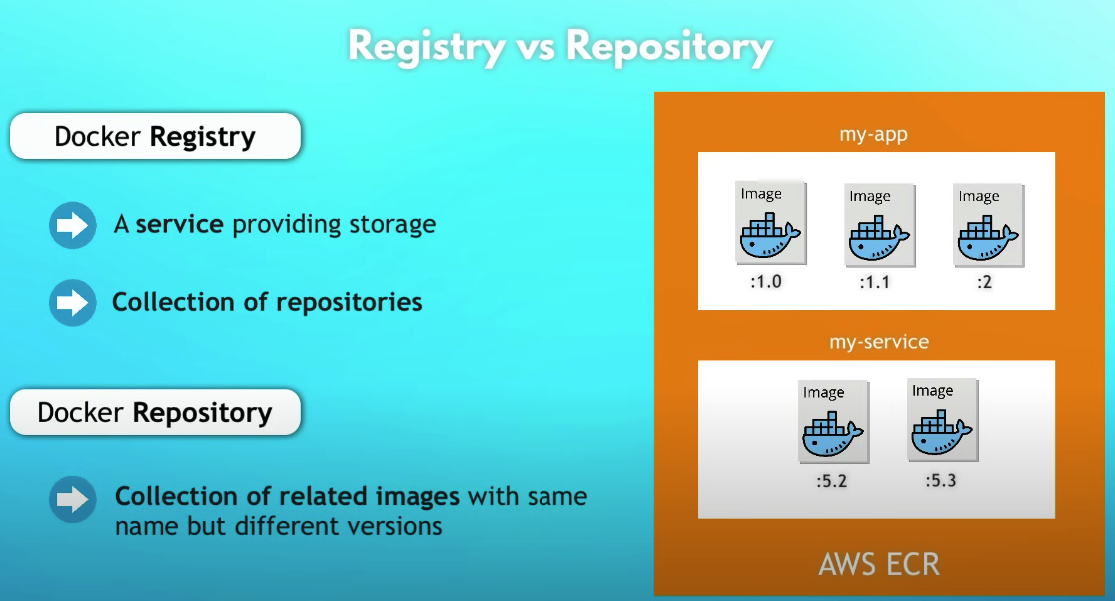 Registry vs Repository
Docker Registry
A service providing storage
Collection of repositories
Docker Repository
Collection of related images with same
name but different versions
my-app
Image
Image
Image
:1.0
:1.1
:2
my-service
Image
Image
:5.2
:5.3
AWS ECR